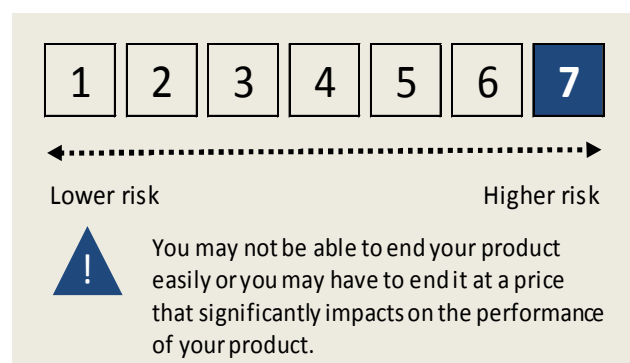 1 2 3 4 5 6 7
Lower risk Higher risk
!
You may not be able to end your product
easily or you may have to end it at a price
that significantly impacts on the performance
of your product.